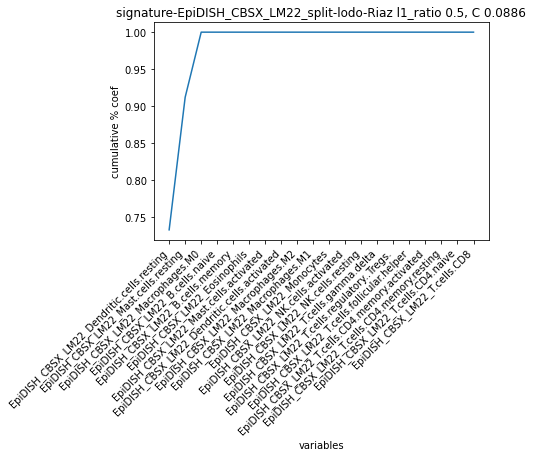 signature-EpiDISH_CBSX_LM22_split-lodo-Riaz l1_ratio 0.5, C 0.0886
cumulative % coef
1.00
0.95
0.90
0.85
0.80
0.75
EpiDISH_CBSX_LM22_Dendritic.cells.resting
EpiDISH_CBSX_LM22_Mast.cells.resting
EpiDISH_CBSX_LM22_Macrophages.M0
EpiDISH_CBSX_LM22_B.cells.naive
EpiDISH_CBSX_LM22_B.cells.memory
EpiDISH_CBSX_LM22_Eosinophils
EpiDISH_CBSX_LM22_Mast.cells.activated
EpiDISH_CBSX_LM22_Dendritic.cells.activated
EpiDISH_CBSX_LM22_Macrophages.M2
EpiDISH_CBSX_LM22_Macrophages.M1
EpiDISH_CBSX_LM22_Monocytes
EpiDISH_CBSX_LM22_NK.cells.activated
EpiDISH_CBSX_LM22_NK.cells.resting
EpiDISH_CBSX_LM22_T.cells.gamma.delta
EpiDISH_CBSX_LM22_T.cells.regulatory..Tregs.
EpiDISH_CBSX_LM22_T.cells.follicular.helper
EpiDISH_CBSX_LM22_T.cells.CD4.memory.activated
EpiDISH_CBSX_LM22_T.cells.CD4.memory.resting
EpiDISH_CBSX_LM22_T.cells.CD4.naive
EpiDISH_CBSX_LM22_T.cells.CD8
variables